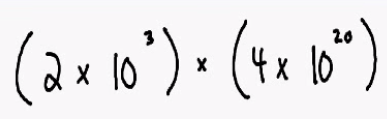 (2 × 10³) × (4 × 10²⁰)